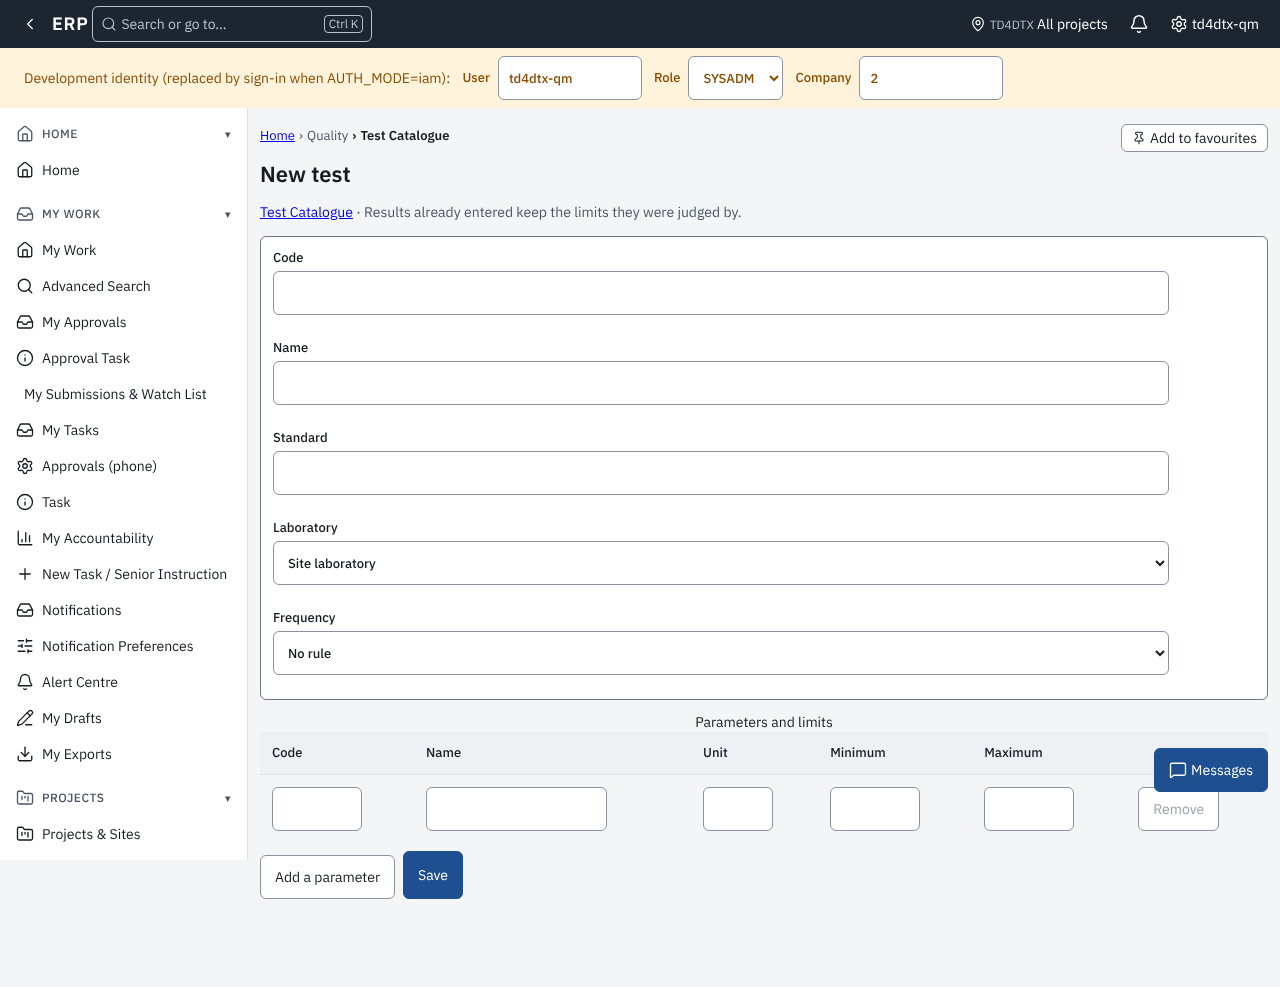 ERP
Search or go to...
Ctrl K
TD4DTX All projects
td4dtx-qm
Development identity (replaced by sign-in when AUTH_MODE=iam):
User
td4dtx-qm
Role
SYSADM
Company
2
HOME
Home
MY WORK
My Work
Advanced Search
My Approvals
Approval Task
My Submissions & Watch List
My Tasks
Approvals (phone)
Task
My Accountability
New Task / Senior Instruction
Notifications
Notification Preferences
Alert Centre
My Drafts
My Exports
PROJECTS
Projects & Sites
Home › Quality › Test Catalogue
Add to favourites
New test
Test Catalogue · Results already entered keep the limits they were judged by.
Code
Name
Standard
Laboratory
Site laboratory
Frequency
No rule
Parameters and limits
Code Name Unit Minimum Maximum
Messages
Remove
Add a parameter
Save